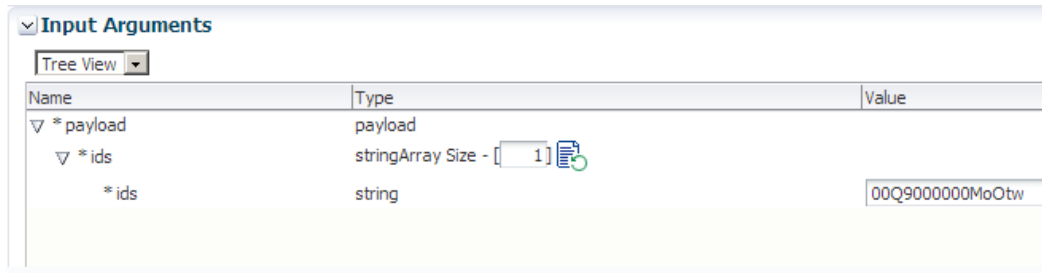 Input Arguments
Tree View
Name Type Value
* payload payload
* ids stringArray Size - [ 1]
* ids string 00Q9000000MoOtw